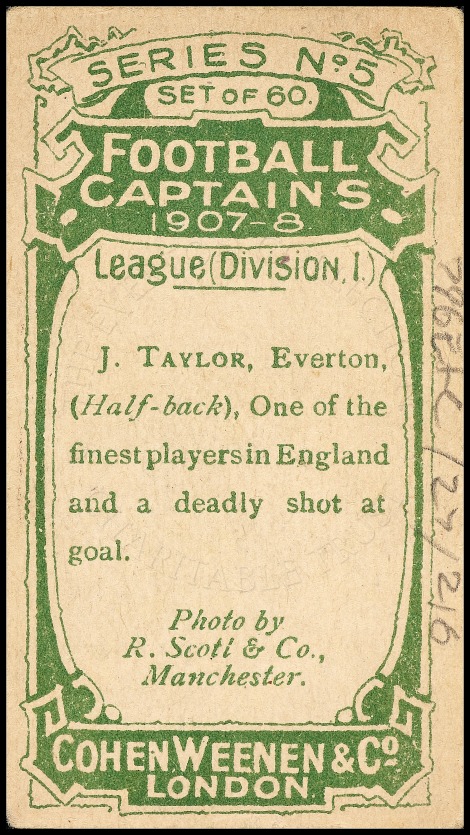 SERIES Nº5
SET OF 60.
FOOTBALL
CAPTAINS
1907-8
League (Division, 1.)
J. TAYLOR, Everton,
(Half-back), One of the
finest players in England
and a deadly shot at
goal.
Photo by
R. Scott & Co.,
Manchester.
COHEN WEENEN & Cº
LONDON.